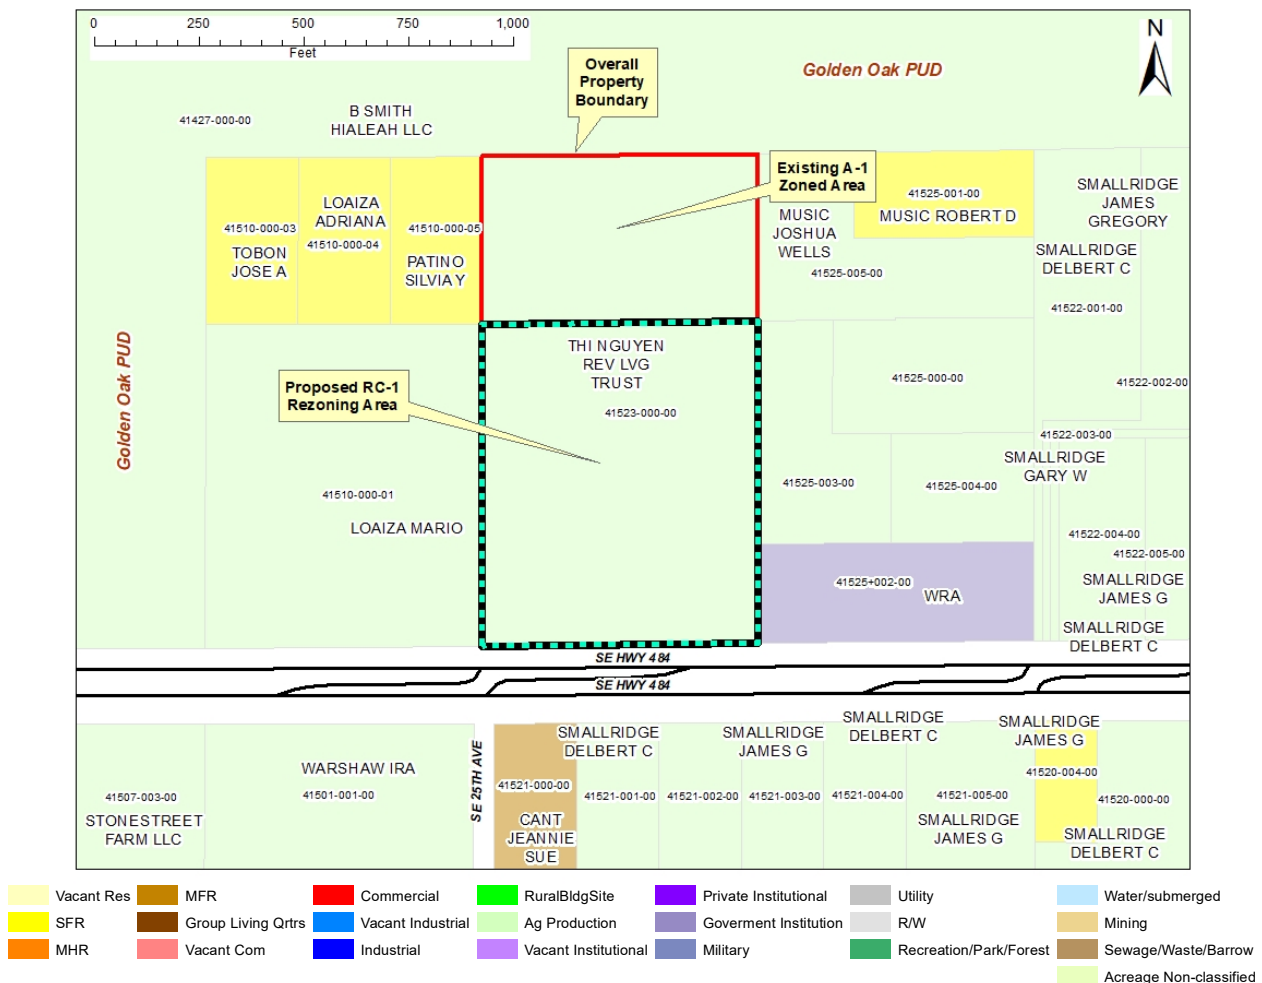 0 250 500 750 1,000
Feet
N
Golden Oak PUD
Overall
Property
Boundary
41427-000-00
B SMITH
HIALEAH LLC
Existing A-1
Zoned Area
41510-000-03
TOBON
JOSE A
LOAIZA
ADRIANA
41510-000-04
41510-000-05
PATINO
SILVIA Y
MUSIC
JOSHUA
WELLS
41525-005-00
41525-001-00
MUSIC ROBERT D
SMALLRIDGE
JAMES
GREGORY
SMALLRIDGE
DELBERT C
41522-001-00
Golden Oak PUD
Proposed RC-1
Rezoning Area
THI NGUYEN
REV LVG
TRUST
41523-000-00
41525-000-00
41522-002-00
41522-003-00
SMALLRIDGE
GARY W
41510-000-01
LOAIZA MARIO
41525-003-00
41525-004-00
41522-004-00
41522-005-00
41525+002-00
WRA
SMALLRIDGE
JAMES G
SMALLRIDGE
DELBERT C
SE HWY 484
SE HWY 484
SE 25TH AVE
41507-003-00
STONESTREET
FARM LLC
WARSHAW IRA
41501-001-00
41521-000-00
CANT
JEANNIE
SUE
SMALLRIDGE
DELBERT C
41521-001-00
41521-002-00
SMALLRIDGE
JAMES G
41521-003-00
SMALLRIDGE
DELBERT C
41521-004-00
41521-005-00
SMALLRIDGE
JAMES G
SMALLRIDGE
JAMES G
41520-004-00
41520-000-00
SMALLRIDGE
DELBERT C
Vacant Res
SFR
MHR
MFR
Group Living Qrtrs
Vacant Com
Commercial
Vacant Industrial
Industrial
RuralBldgSite
Ag Production
Vacant Institutional
Private Institutional
Goverment Institution
Military
Utility
R/W
Recreation/Park/Forest
Water/submerged
Mining
Sewage/Waste/Barrow
Acreage Non-classified